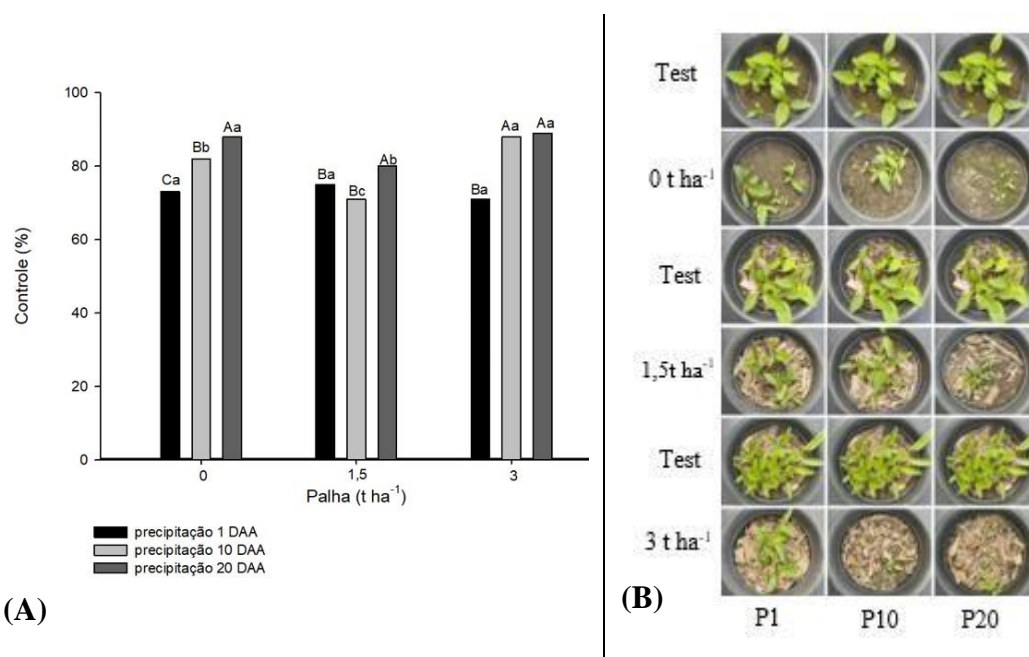 100
80
60
40
20
0
Controle (%)
Ca
Bb
Aa
Ba
Bc
Ab
Ba
Aa
Aa
0
1,5
3
Palha (t ha⁻¹)
precipitação 1 DAA
precipitação 10 DAA
precipitação 20 DAA
(A)
Test
0 t ha⁻¹
Test
1,5t ha⁻¹
Test
3 t ha⁻¹
P1
P10
P20
(B)